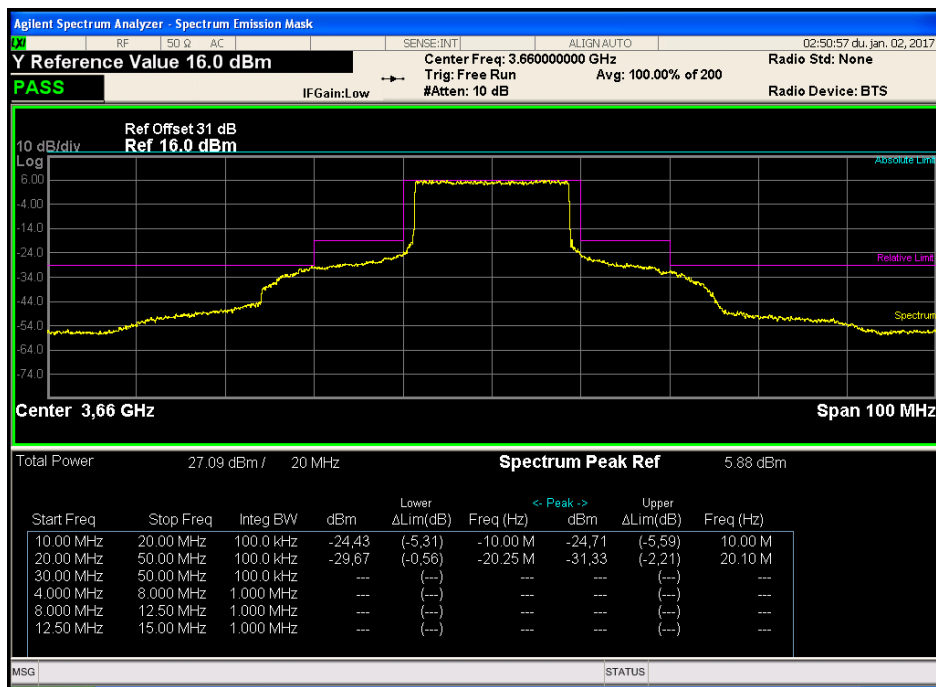 Agilent Spectrum Analyzer - Spectrum Emission Mask
LXI RF 50 Ω AC SENSE:INT ALIGN AUTO 02:50:57 du. jan. 02, 2017
Y Reference Value 16.0 dBm Center Freq: 3.660000000 GHz Radio Std: None
Trig: Free Run Avg: 100.00% of 200
PASS IFGain:Low #Atten: 10 dB Radio Device: BTS
Ref Offset 31 dB
10 dB/div Ref 16.0 dBm
Log Absolute Limit
6.00
-4.00
-14.0
-24.0
Relative Limit
-34.0
-44.0
Spectrum
-54.0
-64.0
-74.0
Center 3,66 GHz Span 100 MHz
Total Power 27.09 dBm / 20 MHz Spectrum Peak Ref 5.88 dBm
Lower <- Peak -> Upper
Start Freq Stop Freq Integ BW dBm ΔLim(dB) Freq (Hz) dBm ΔLim(dB) Freq (Hz)
10.00 MHz 20.00 MHz 100.0 kHz -24,43 (-5,31) -10.00 M -24,71 (-5,59) 10.00 M
20.00 MHz 50.00 MHz 100.0 kHz -29,67 (-0,56) -20.25 M -31,33 (-2,21) 20.10 M
30.00 MHz 50.00 MHz 100.0 kHz --- (---) --- --- (---) ---
4.000 MHz 8.000 MHz 1.000 MHz --- (---) --- --- (---) ---
8.000 MHz 12.50 MHz 1.000 MHz --- (---) --- --- (---) ---
12.50 MHz 15.00 MHz 1.000 MHz --- (---) --- --- (---) ---
MSG STATUS